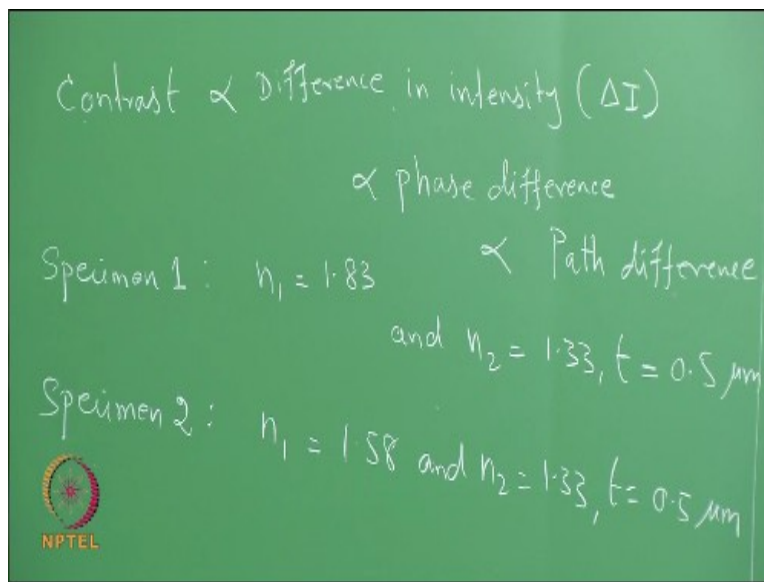 Contrast ∝ Difference in intensity (ΔI)
∝ phase difference
∝ Path difference
Specimen 1 : n₁ = 1.83
and n₂ = 1.33, t = 0.5 μm
Specimen 2 : n₁ = 1.58 and n₂ = 1.33, t = 0.5 μm
NPTEL